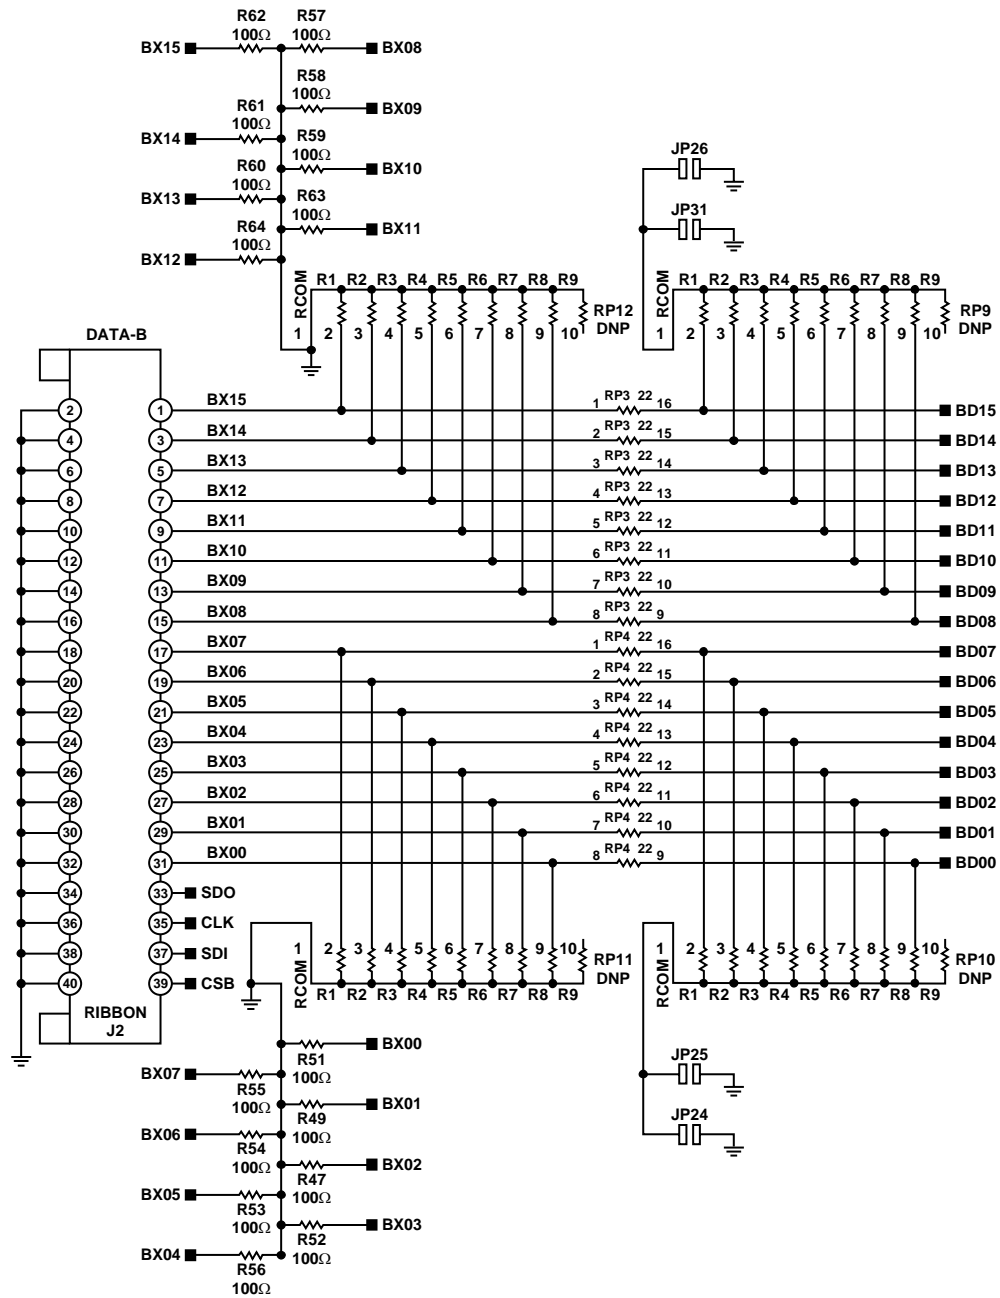 R62 R57
100Ω 100Ω
BX15 BX08
R58
100Ω
BX09
R61
100Ω
BX14
R59
100Ω
BX10
R60
100Ω
BX13
R63
100Ω
BX11
R64
100Ω
BX12
JP26
JP31
RCOM R1 R2 R3 R4 R5 R6 R7 R8 R9
1 2 3 4 5 6 7 8 9 10
RP12
DNP
RCOM R1 R2 R3 R4 R5 R6 R7 R8 R9
1 2 3 4 5 6 7 8 9 10
RP9
DNP
DATA-B
2 1 BX15 1 RP3 22 16 BD15
4 3 BX14 2 RP3 22 15 BD14
6 5 BX13 3 RP3 22 14 BD13
8 7 BX12 4 RP3 22 13 BD12
10 9 BX11 5 RP3 22 12 BD11
12 11 BX10 6 RP3 22 11 BD10
14 13 BX09 7 RP3 22 10 BD09
16 15 BX08 8 RP3 22 9 BD08
18 17 BX07 1 RP4 22 16 BD07
20 19 BX06 2 RP4 22 15 BD06
22 21 BX05 3 RP4 22 14 BD05
24 23 BX04 4 RP4 22 13 BD04
26 25 BX03 5 RP4 22 12 BD03
28 27 BX02 6 RP4 22 11 BD02
30 29 BX01 7 RP4 22 10 BD01
32 31 BX00 8 RP4 22 9 BD00
34 33 SDO
36 35 CLK
38 37 SDI
40 39 CSB
RIBBON
J2
1 2 3 4 5 6 7 8 9 10
RCOM R1 R2 R3 R4 R5 R6 R7 R8 R9
RP11
DNP
1 2 3 4 5 6 7 8 9 10
RCOM R1 R2 R3 R4 R5 R6 R7 R8 R9
RP10
DNP
BX00
R51
100Ω
BX07
R55
100Ω
BX01
R49
100Ω
BX06
R54
100Ω
BX02
R47
100Ω
BX05
R53
100Ω
BX03
R52
100Ω
BX04
R56
100Ω
JP25
JP24